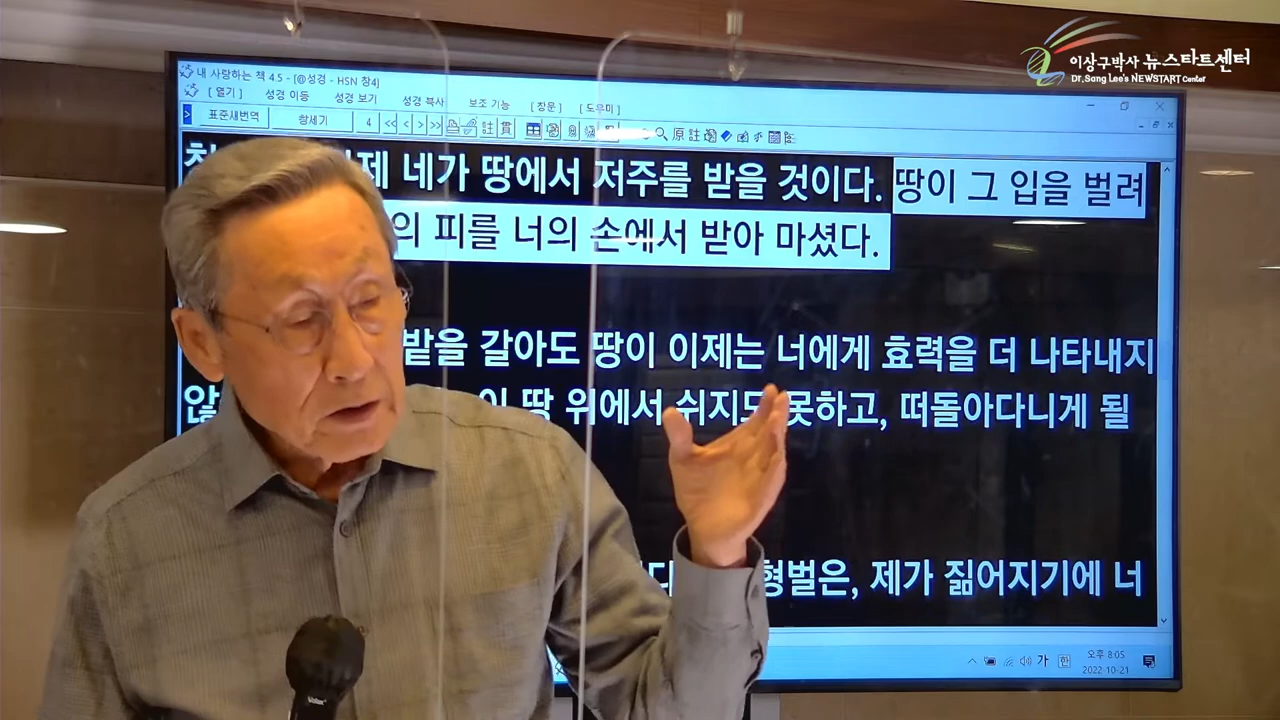 이상구박사 뉴스타트센터
Dr. Sang Lee's NEWSTART Center
내 사랑하는 책 4.5 - [@성경 - HSN 창4]
[ 열기 ] 성경 이동 성경 보기 성경 복사 보조 기능 [ 창문 ] [ 도우미 ]
표준새번역 창세기 4 << < > >> 原 註
네가 땅에서 저주를 받을 것이다. 땅이 그 입을 벌려
피를 너의 손에서 받아 마셨다.
밭을 갈아도 땅이 이제는 너에게 효력을 더 나타내지
땅 위에서 쉬지도 못하고, 떠돌아다니게 될
형벌은, 제가 짊어지기에 너
가 한 오후 8:05
2022-10-21